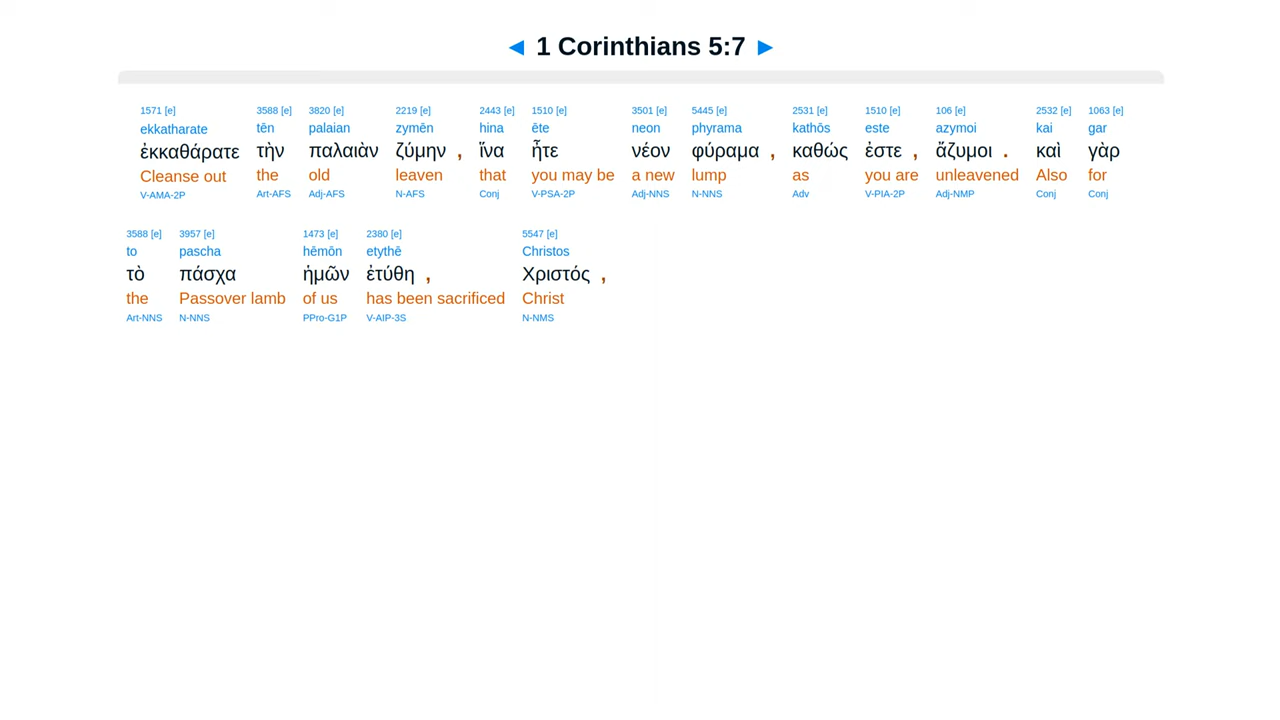 ◄ 1 Corinthians 5:7 ►
1571 [e] 3588 [e] 3820 [e] 2219 [e] 2443 [e] 1510 [e] 3501 [e] 5445 [e] 2531 [e] 1510 [e] 106 [e] 2532 [e] 1063 [e]
ekkatharate tēn palaian zymēn hina ēte neon phyrama kathōs este azymoi kai gar
ἐκκαθάρατε τὴν παλαιὰν ζύμην , ἵνα ἦτε νέον φύραμα , καθώς ἐστε , ἄζυμοι . καὶ γὰρ
Cleanse out the old leaven that you may be a new lump as you are unleavened Also for
V-AMA-2P Art-AFS Adj-AFS N-AFS Conj V-PSA-2P Adj-NNS N-NNS Adv V-PIA-2P Adj-NMP Conj Conj
3588 [e] 3957 [e] 1473 [e] 2380 [e] 5547 [e]
to pascha hēmōn etythē Christos
τὸ πάσχα ἡμῶν ἐτύθη , Χριστός ,
the Passover lamb of us has been sacrificed Christ
Art-NNS N-NNS PPro-G1P V-AIP-3S N-NMS